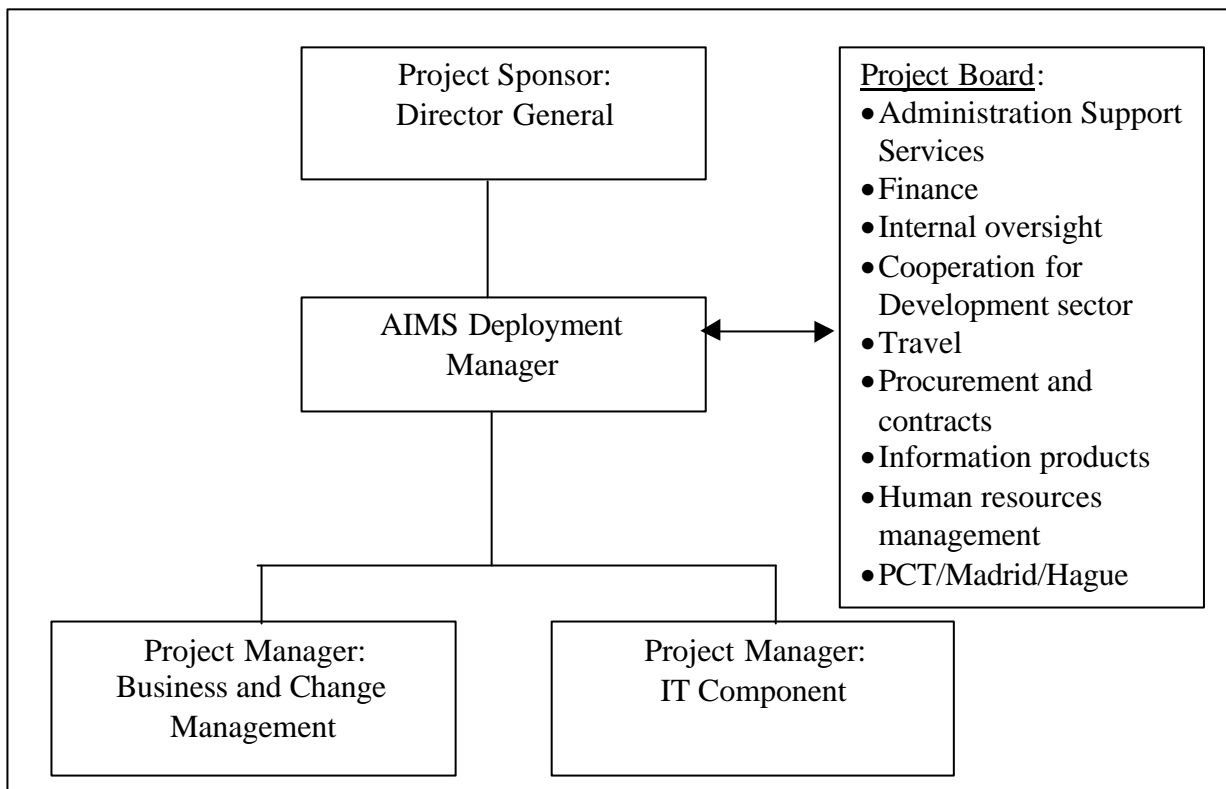 Project Sponsor:
Director General
Project Board:
•Administration Support
Services
•Finance
•Internal oversight
•Cooperation for
Development sector
•Travel
•Procurement and
contracts
•Information products
•Human resources
management
•PCT/Madrid/Hague
AIMS Deployment
Manager
Project Manager:
Business and Change
Management
Project Manager:
IT Component